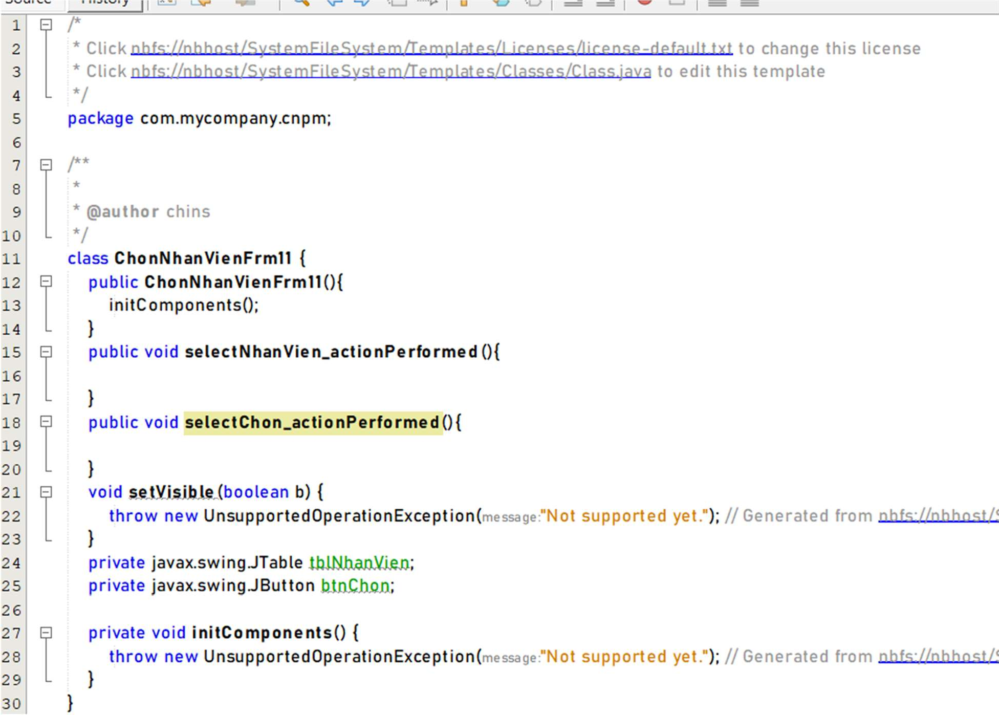 Source History
1 /*
2 * Click nbfs://nbhost/SystemFileSystem/Templates/Licenses/license-default.txt to change this license
3 * Click nbfs://nbhost/SystemFileSystem/Templates/Classes/Class.java to edit this template
4 */
5 package com.mycompany.cnpm;
6
7 /**
8 *
9 * @author chins
10 */
11 class ChonNhanVienFrm11 {
12 public ChonNhanVienFrm11(){
13 initComponents();
14 }
15 public void selectNhanVien_actionPerformed(){
16
17 }
18 public void selectChon_actionPerformed(){
19
20 }
21 void setVisible(boolean b) {
22 throw new UnsupportedOperationException(message:"Not supported yet."); // Generated from nbfs://nbhost/S
23 }
24 private javax.swing.JTable tblNhanVien;
25 private javax.swing.JButton btnChon;
26
27 private void initComponents() {
28 throw new UnsupportedOperationException(message:"Not supported yet."); // Generated from nbfs://nbhost/S
29 }
30 }